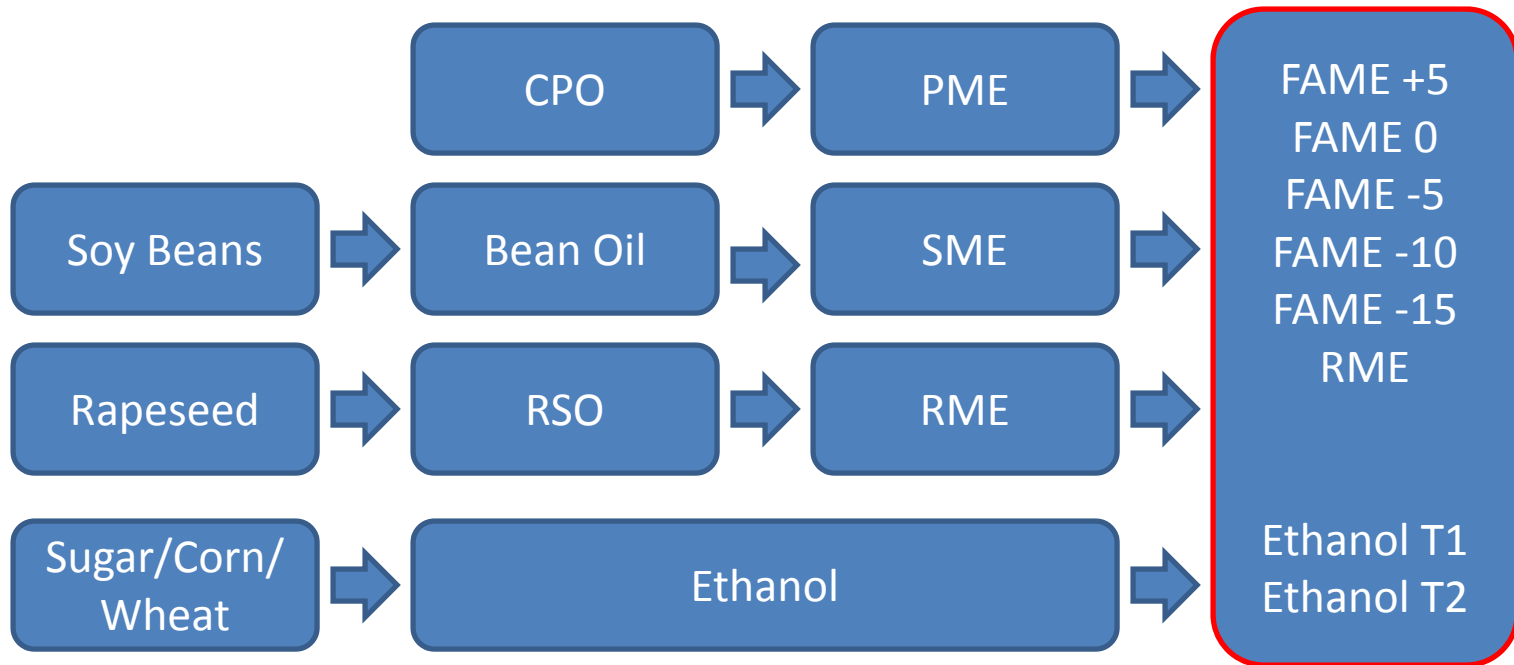 CPO
PME
Soy Beans
Bean Oil
SME
Rapeseed
RSO
RME
Sugar/Corn/
Wheat
Ethanol
FAME +5
FAME 0
FAME -5
FAME -10
FAME -15
RME
Ethanol T1
Ethanol T2